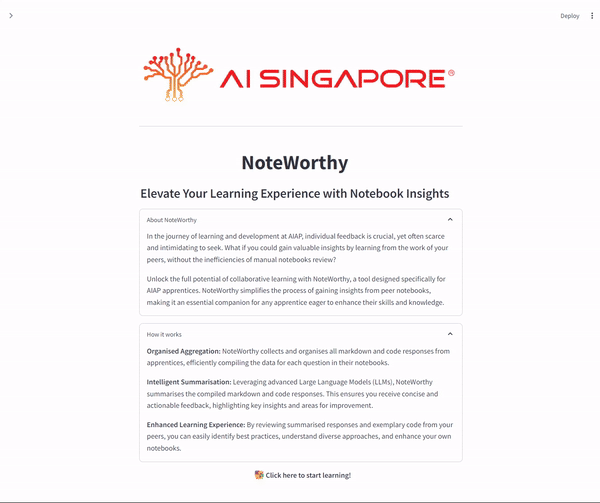 Deploy
AI SINGAPORE®
NoteWorthy
Elevate Your Learning Experience with Notebook Insights
About NoteWorthy
In the journey of learning and development at AIAP, individual feedback is crucial, yet often scarce
and intimidating to seek. What if you could gain valuable insights by learning from the work of your
peers, without the inefficiencies of manual notebooks review?
Unlock the full potential of collaborative learning with NoteWorthy, a tool designed specifically for
AIAP apprentices. NoteWorthy simplifies the process of gaining insights from peer notebooks,
making it an essential companion for any apprentice eager to enhance their skills and knowledge.
How it works
Organised Aggregation: NoteWorthy collects and organises all markdown and code responses from
apprentices, efficiently compiling the data for each question in their notebooks.
Intelligent Summarisation: Leveraging advanced Large Language Models (LLMs), NoteWorthy
summarises the compiled markdown and code responses. This ensures you receive concise and
actionable feedback, highlighting key insights and areas for improvement.
Enhanced Learning Experience: By reviewing summarised responses and exemplary code from your
peers, you can easily identify best practices, understand diverse approaches, and enhance your own
notebooks.
Click here to start learning!